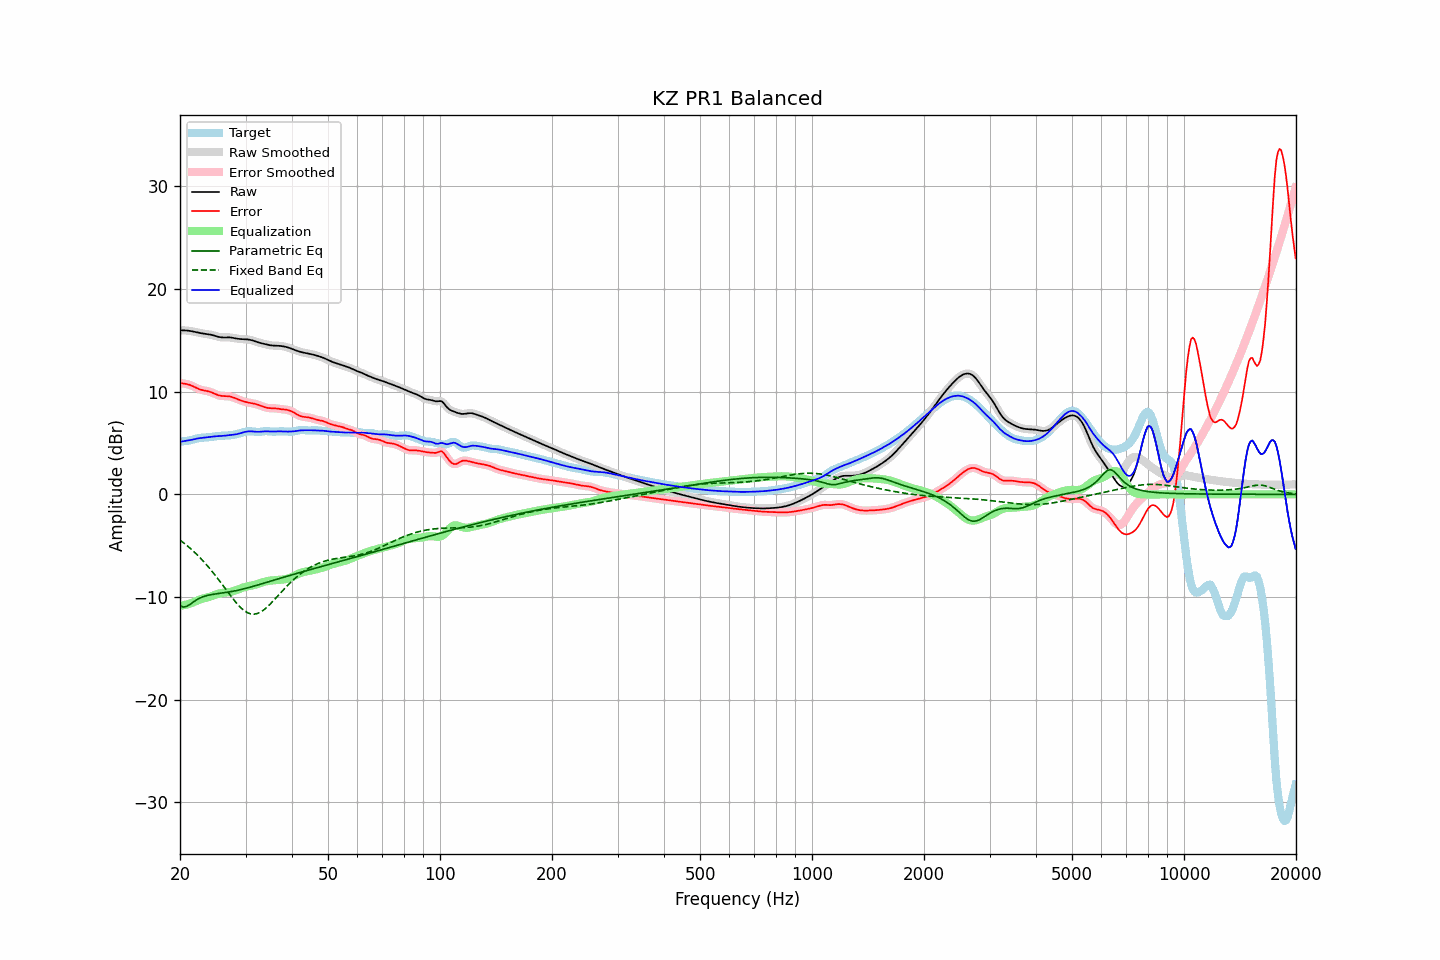 KZ PR1 Balanced
Target
Raw Smoothed
Error Smoothed
Raw
Error
Equalization
Parametric Eq
Fixed Band Eq
Equalized
30
20
10
0
−10
−20
−30
Amplitude (dBr)
20 50 100 200 500 1000 2000 5000 10000 20000
Frequency (Hz)